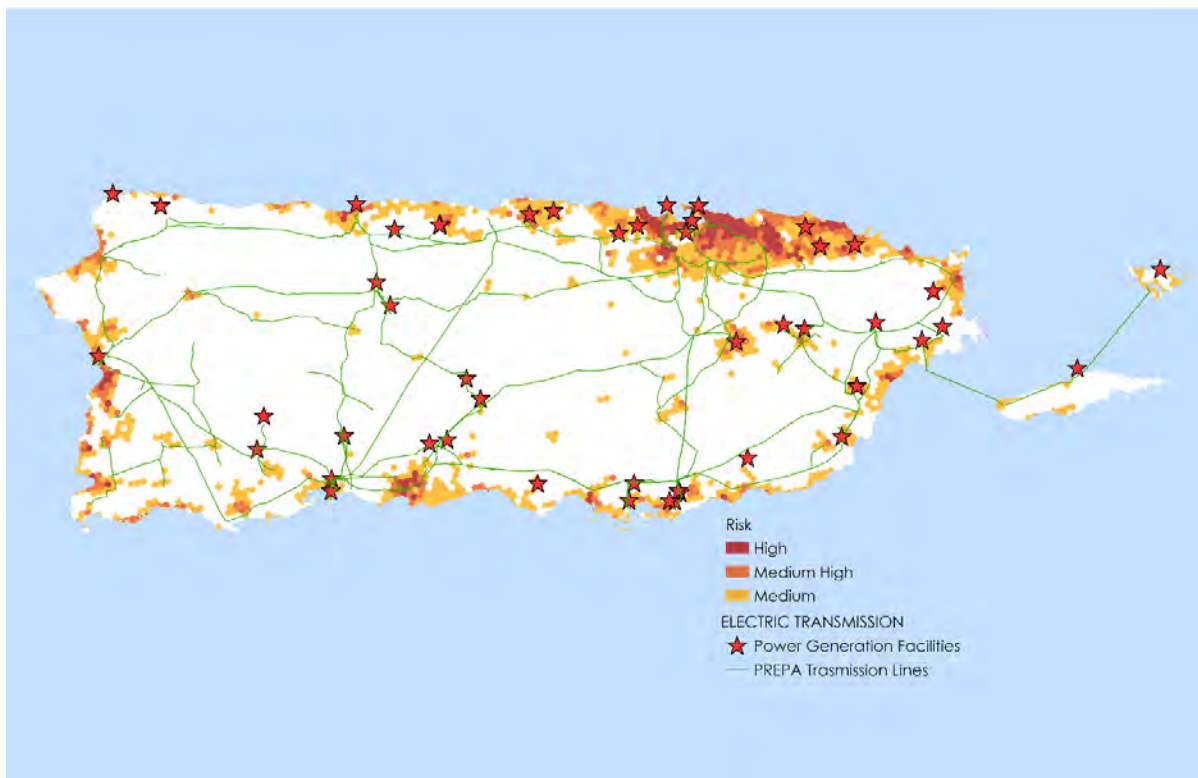 Risk
High
Medium High
Medium
ELECTRIC TRANSMISSION
Power Generation Facilities
PREPA Trasmission Lines